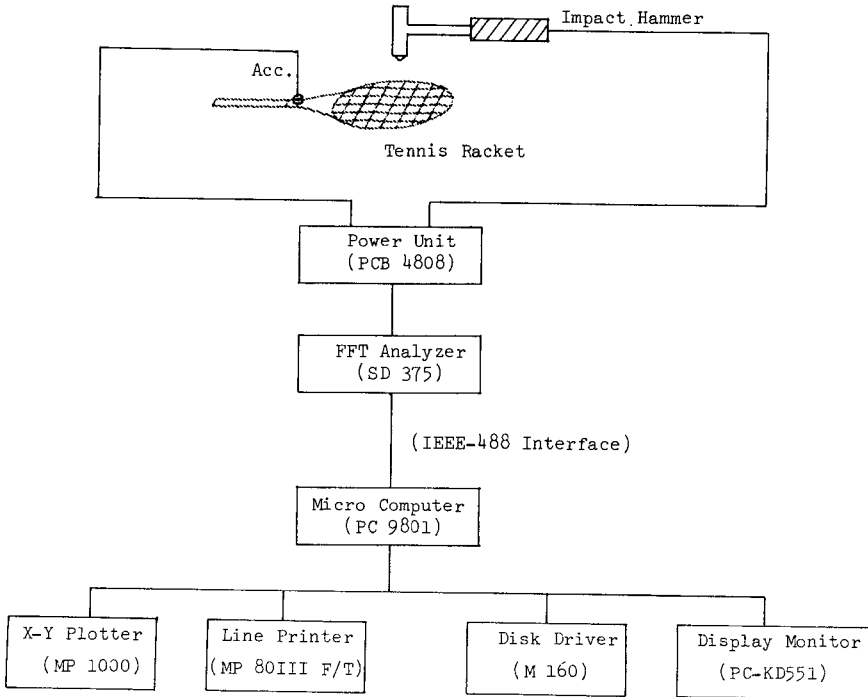 Impact Hammer
Acc.
Tennis Racket
Power Unit
(PCB 4808)
FFT Analyzer
(SD 375)
(IEEE-488 Interface)
Micro Computer
(PC 9801)
X-Y Plotter
(MP 1000)
Line Printer
(MP 80III F/T)
Disk Driver
(M 160)
Display Monitor
(PC-KD551)